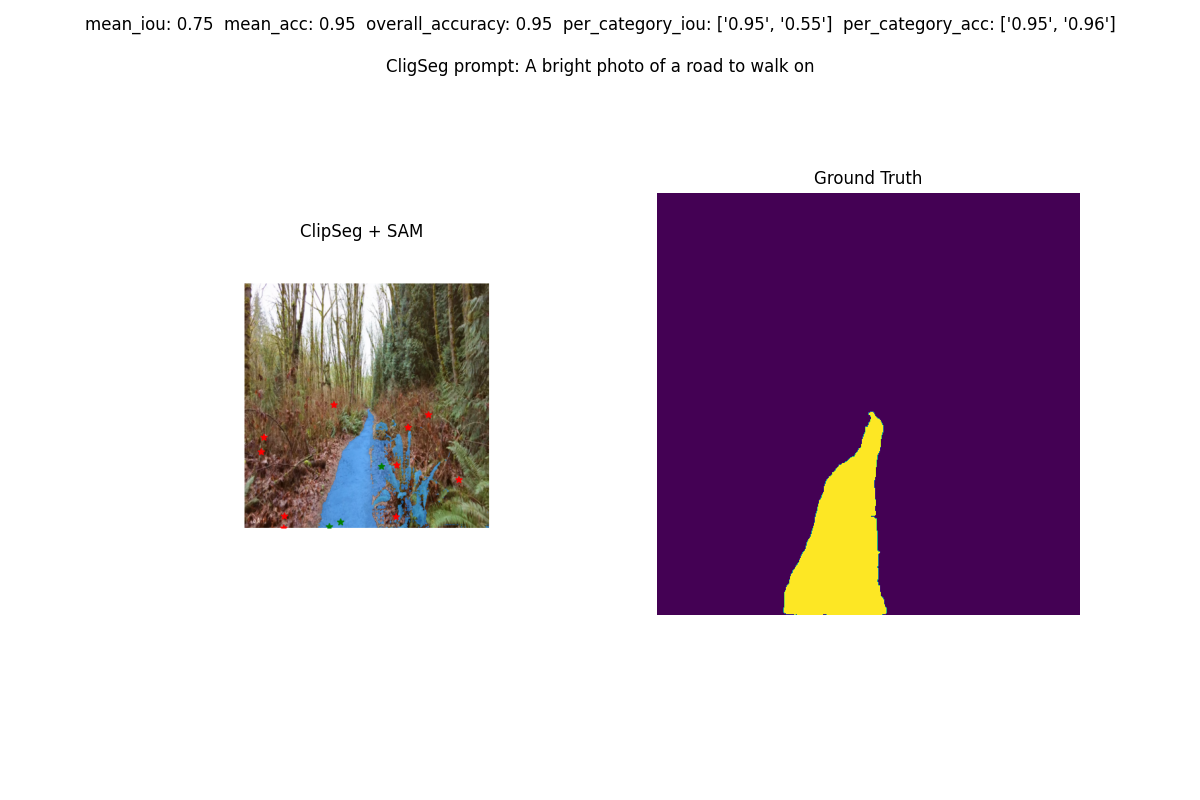 mean_iou: 0.75  mean_acc: 0.95  overall_accuracy: 0.95  per_category_iou: ['0.95', '0.55']  per_category_acc: ['0.95', '0.96']
CligSeg prompt: A bright photo of a road to walk on
Ground Truth
ClipSeg + SAM